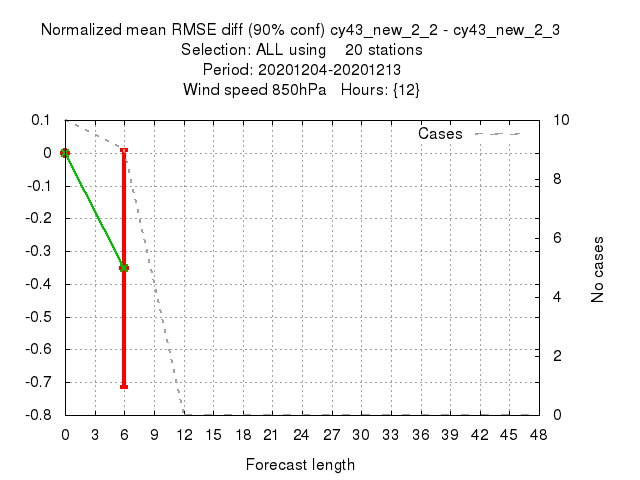 Normalized mean RMSE diff (90% conf) cy43_new_2_2 - cy43_new_2_3
Selection: ALL using 20 stations
Period: 20201204-20201213
Wind speed 850hPa Hours: {12}
Cases
0.1
0
-0.1
-0.2
-0.3
-0.4
-0.5
-0.6
-0.7
-0.8
10
8
6
4
2
0
No cases
0 3 6 9 12 15 18 21 24 27 30 33 36 39 42 45 48
Forecast length